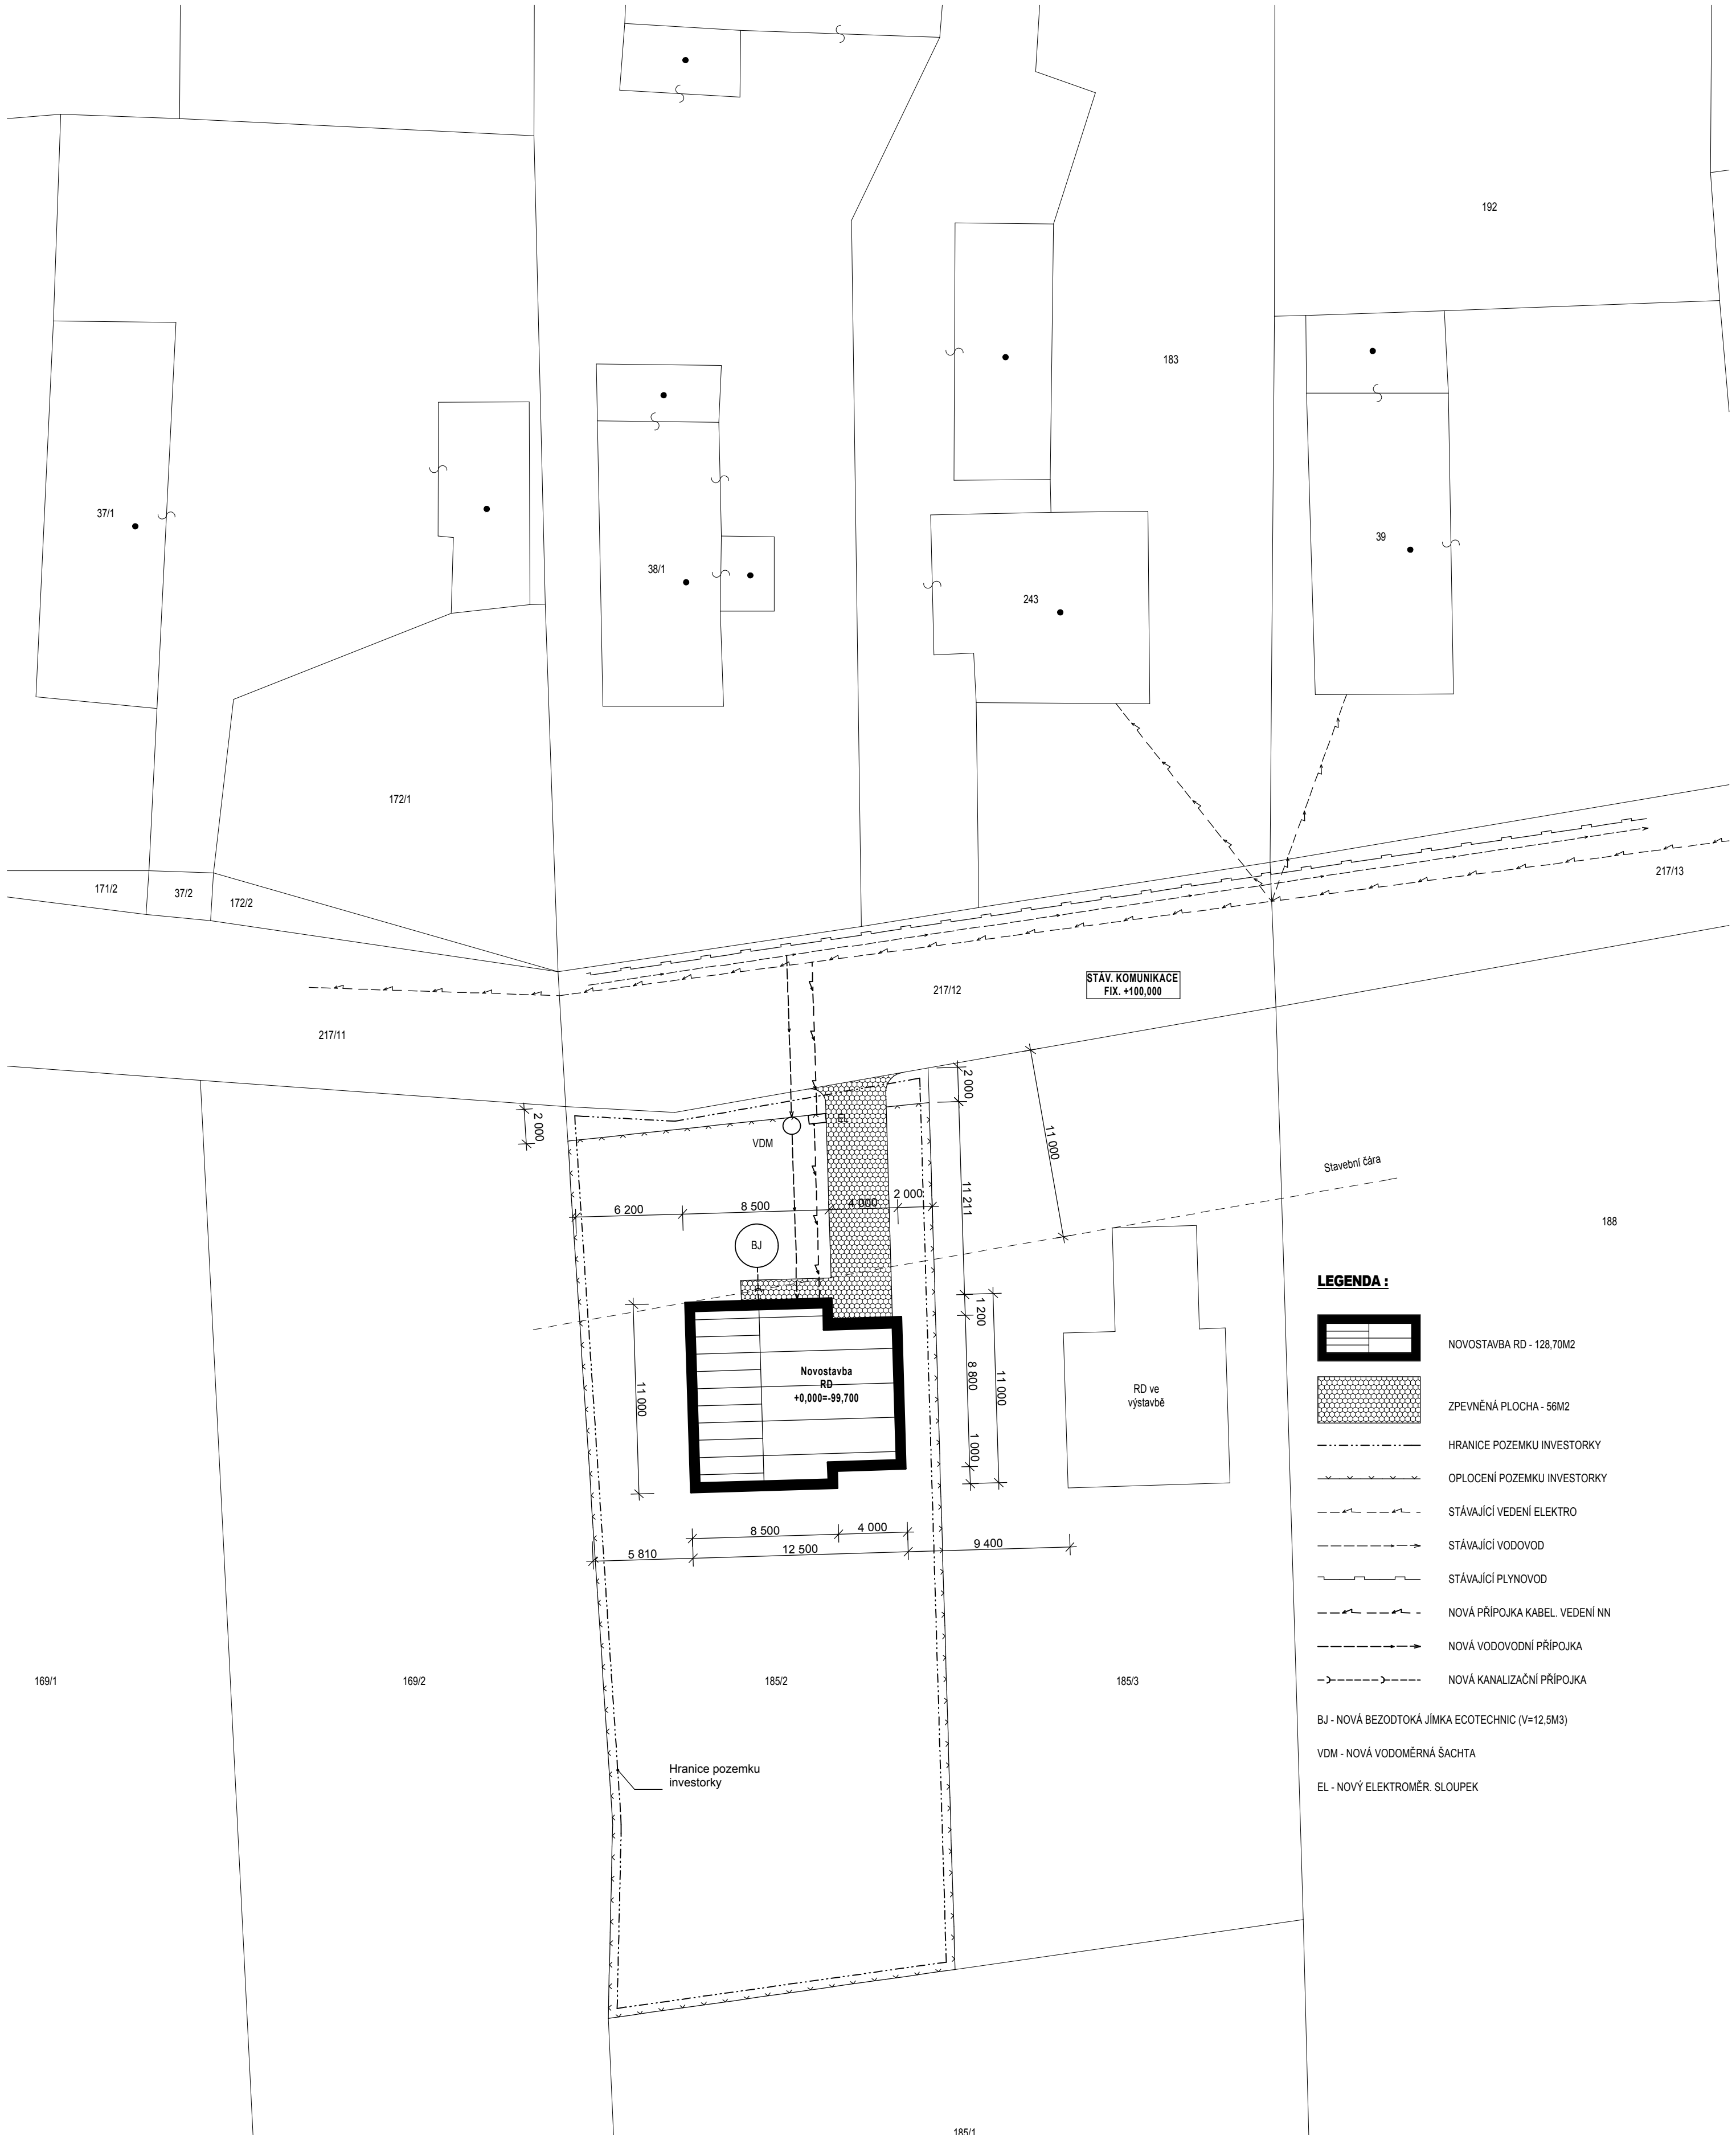 192
183
37/1
39
38/1
243
172/1
171/2
37/2
172/2
217/13
217/12
STÁV. KOMUNIKACE
FIX. +100,000
217/11
2 000
2 000
EL
VDM
11 000
Stavební čára
11 211
6 200
8 500
4 000
2 000
188
BJ
1 200
8 800
11 000
1 000
11 000
Novostavba
RD
+0,000=-99,700
RD ve
výstavbě
8 500
4 000
5 810
12 500
9 400
169/1
169/2
185/2
185/3
Hranice pozemku
investorky
185/1
LEGENDA :
NOVOSTAVBA RD - 128,70M2
ZPEVNĚNÁ PLOCHA - 56M2
HRANICE POZEMKU INVESTORKY
OPLOCENÍ POZEMKU INVESTORKY
STÁVAJÍCÍ VEDENÍ ELEKTRO
STÁVAJÍCÍ VODOVOD
STÁVAJÍCÍ PLYNOVOD
NOVÁ PŘÍPOJKA KABEL. VEDENÍ NN
NOVÁ VODOVODNÍ PŘÍPOJKA
NOVÁ KANALIZAČNÍ PŘÍPOJKA
BJ - NOVÁ BEZODTOKÁ JÍMKA ECOTECHNIC (V=12,5M3)
VDM - NOVÁ VODOMĚRNÁ ŠACHTA
EL - NOVÝ ELEKTROMĚR. SLOUPEK